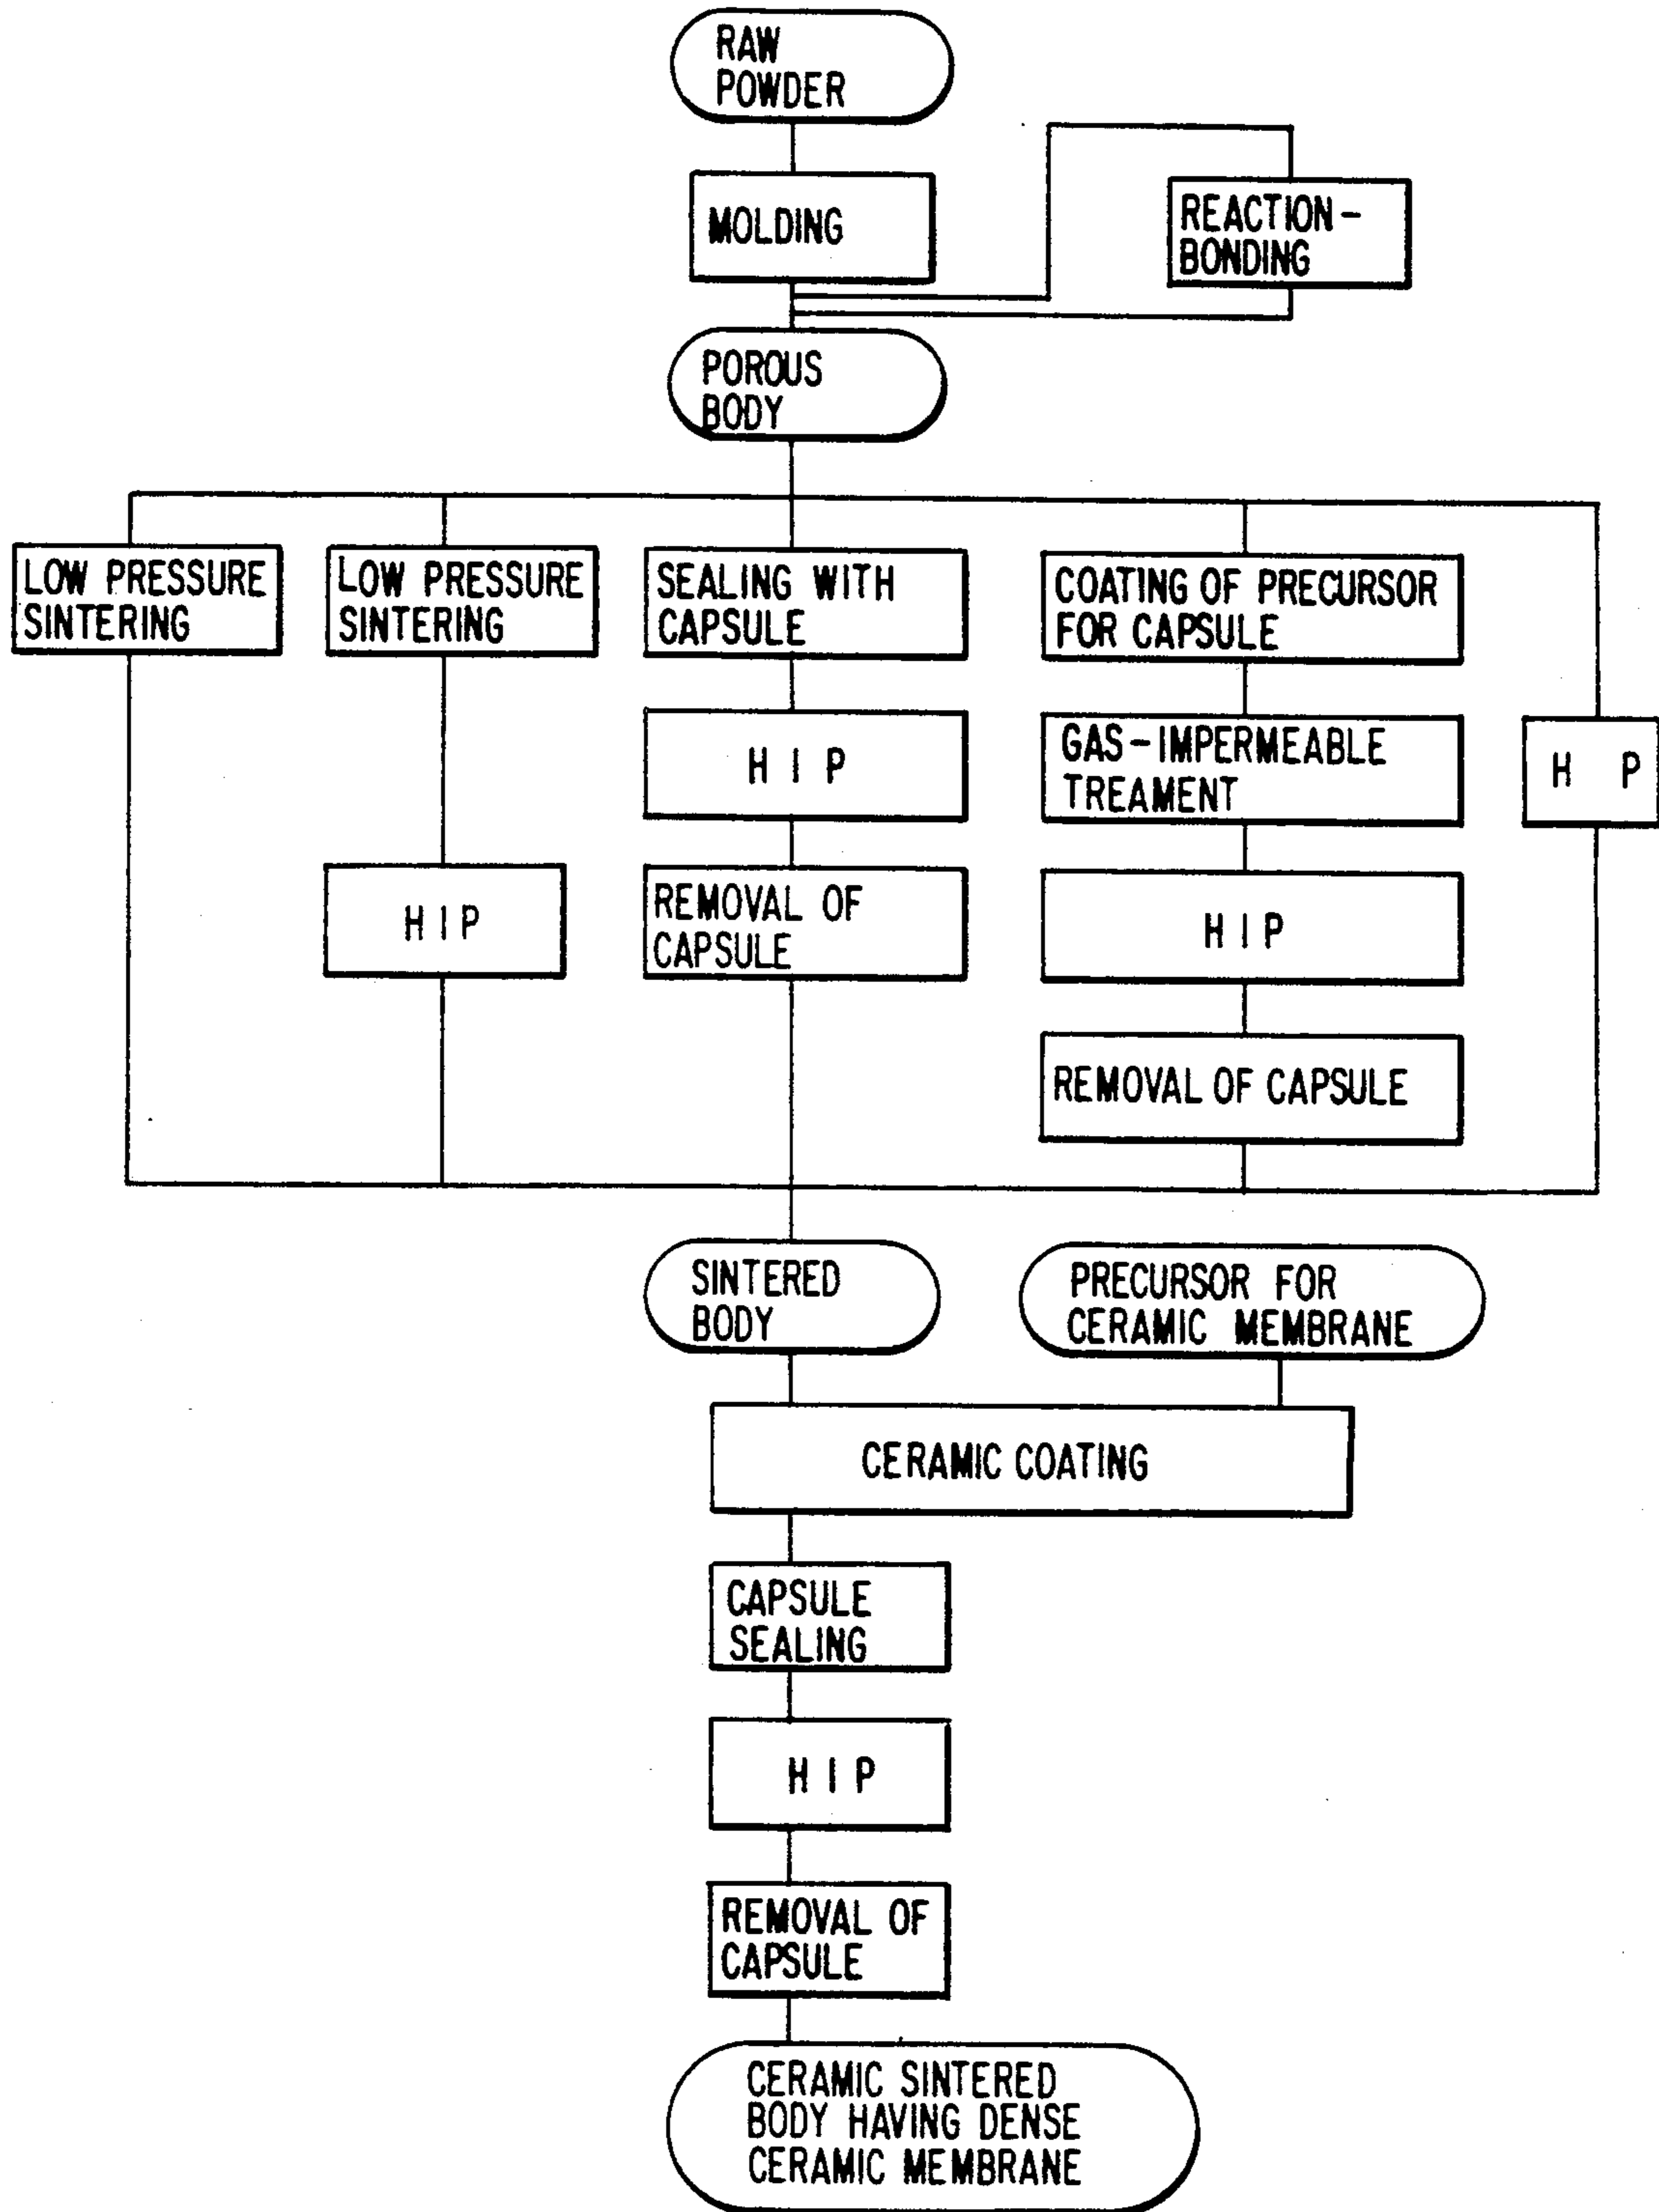 RAW
POWDER
MOLDING
REACTION-
BONDING
POROUS
BODY
LOW PRESSURE
SINTERING
LOW PRESSURE
SINTERING
SEALING WITH
CAPSULE
COATING OF PRECURSOR
FOR CAPSULE
H I P
GAS-IMPERMEABLE
TREAMENT
H P
H I P
REMOVAL OF
CAPSULE
H I P
REMOVAL OF CAPSULE
SINTERED
BODY
PRECURSOR FOR
CERAMIC MEMBRANE
CERAMIC COATING
CAPSULE
SEALING
H I P
REMOVAL OF
CAPSULE
CERAMIC SINTERED
BODY HAVING DENSE
CERAMIC MEMBRANE